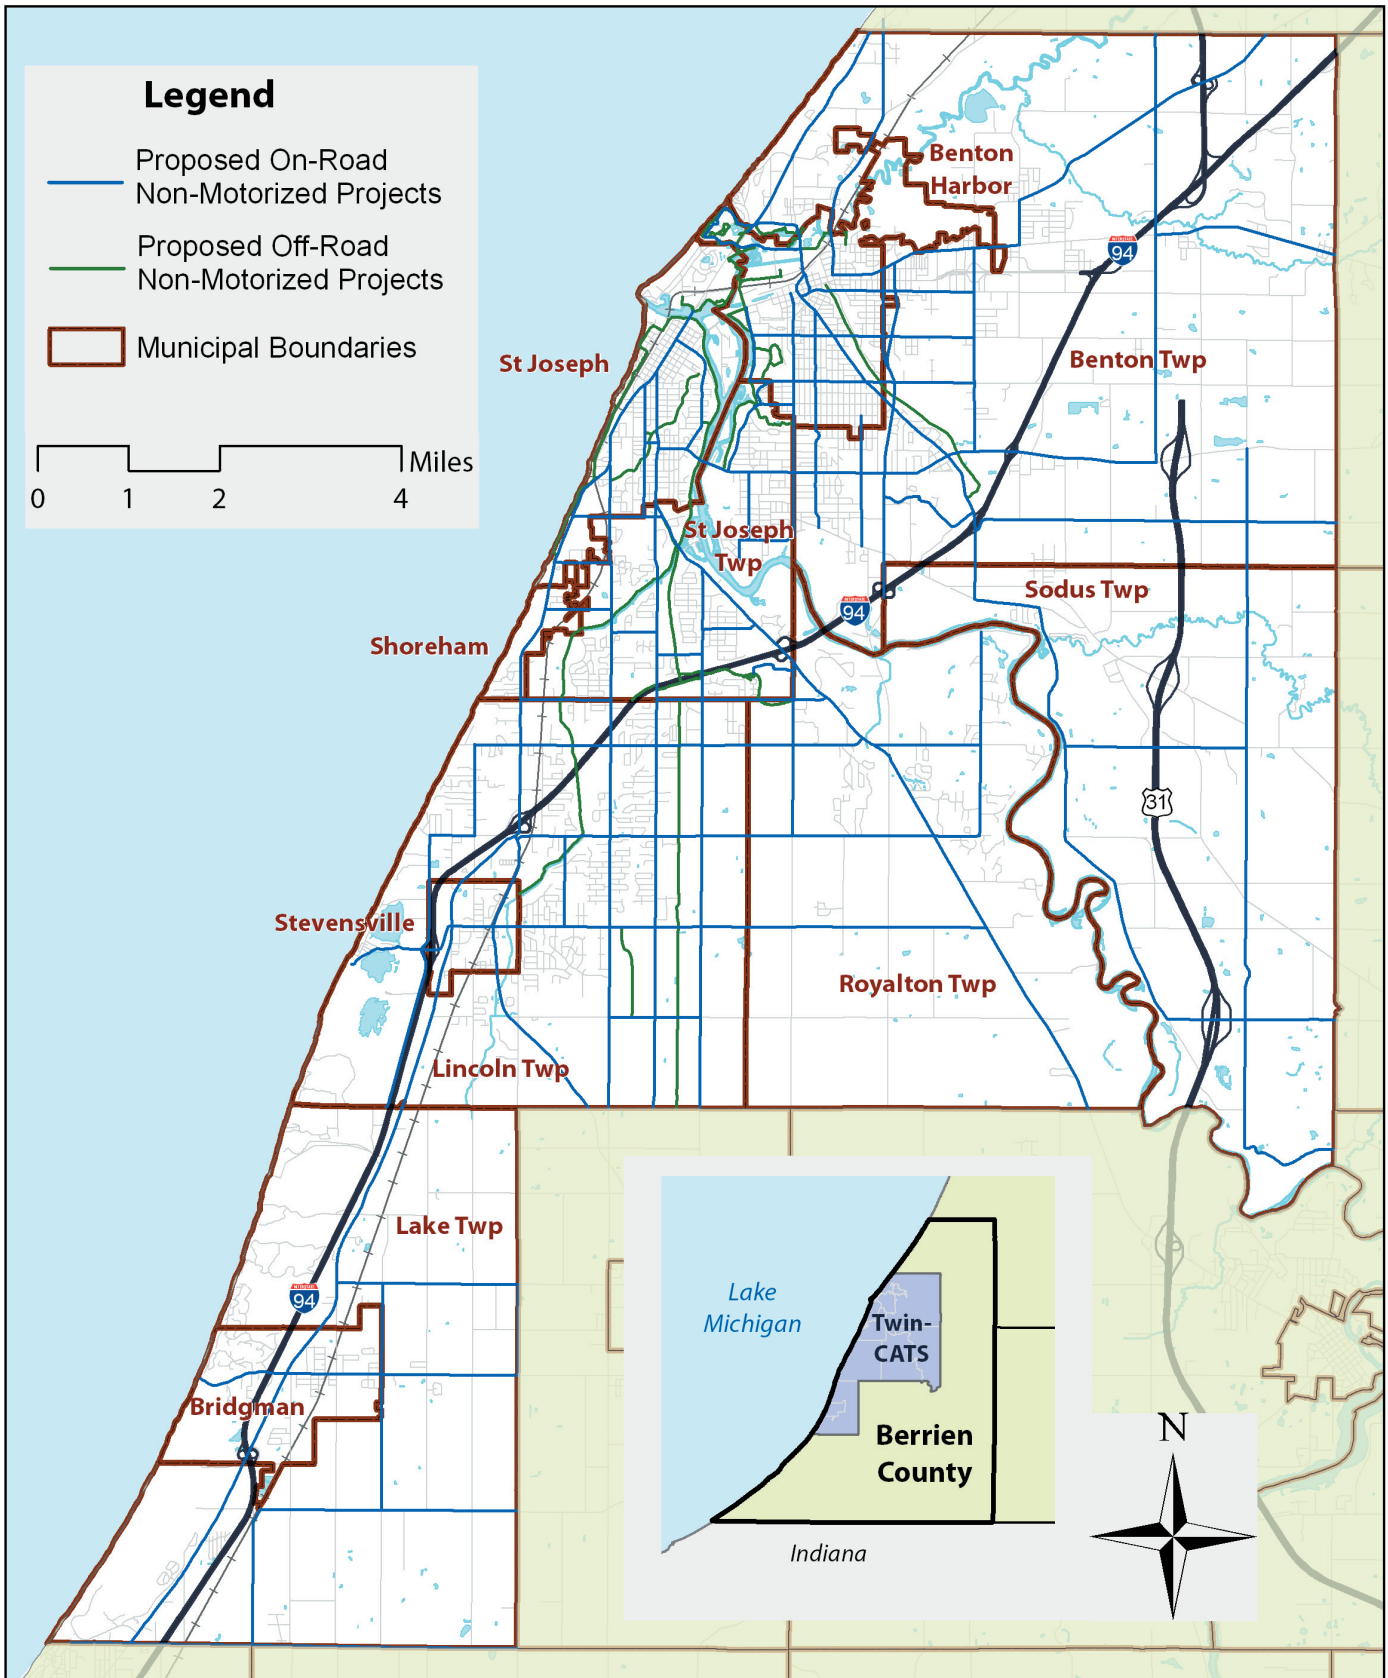 Legend
Proposed On-Road
Non-Motorized Projects
Proposed Off-Road
Non-Motorized Projects
Municipal Boundaries
Miles
0 1 2 4
Benton
Harbor
94
St Joseph
Benton Twp
St Joseph
Twp
Sodus Twp
94
Shoreham
31
Stevensville
Royalton Twp
Lincoln Twp
Lake Twp
94
Bridgman
Lake
Michigan
Twin-
CATS
Berrien
County
Indiana
N